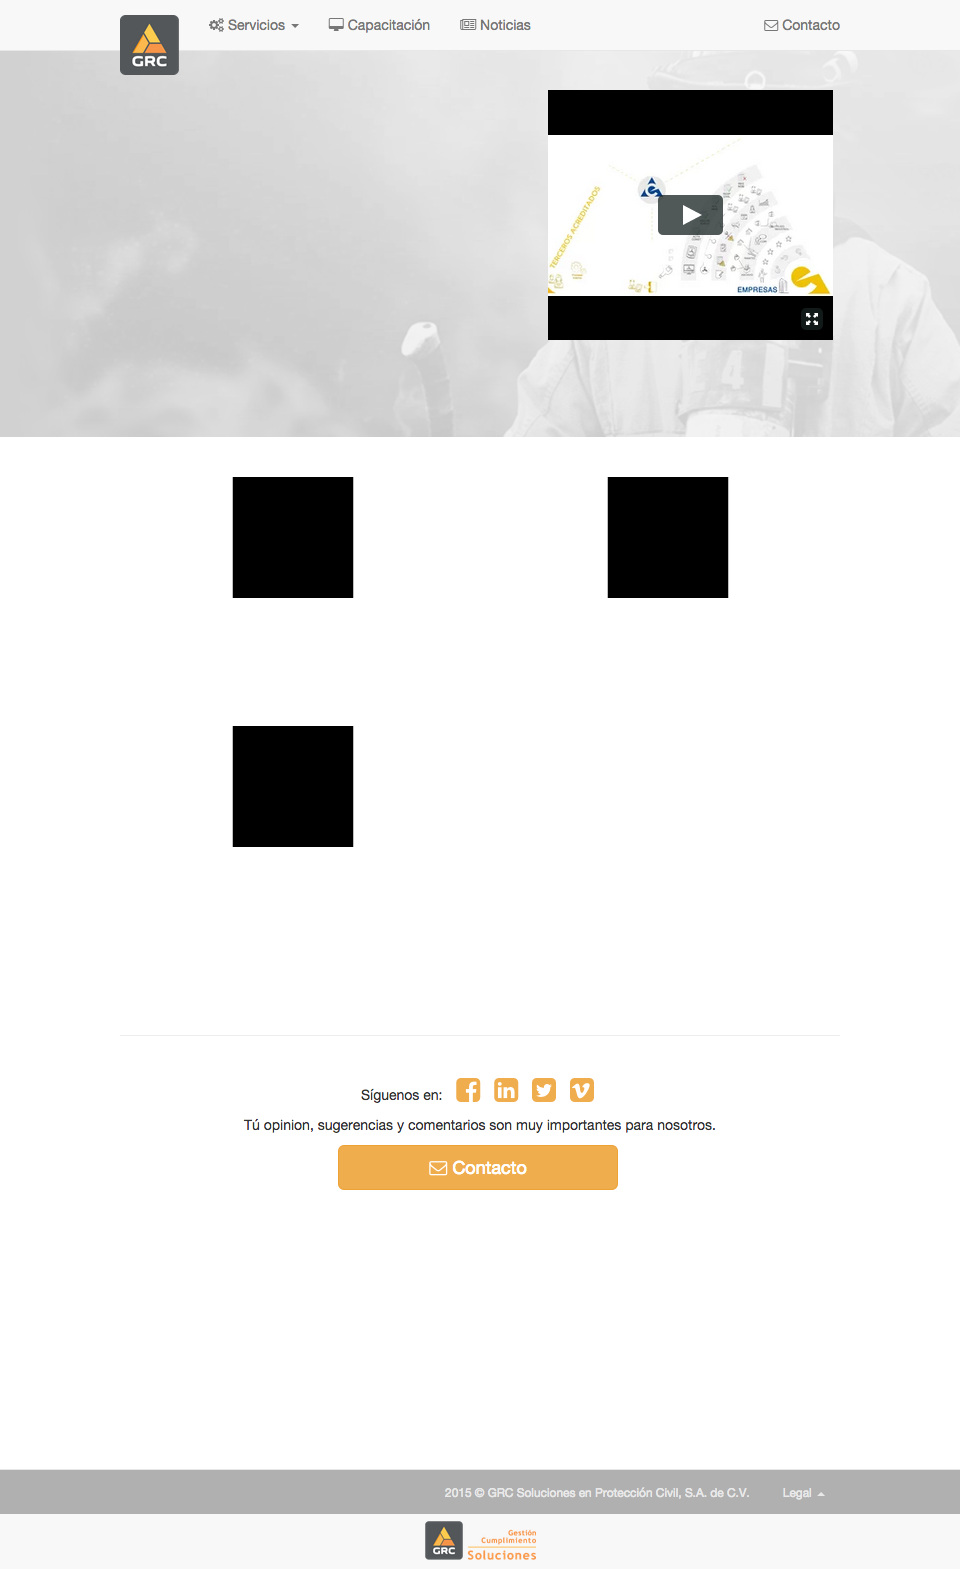 Servicios
Capacitación
Noticias
Contacto
GRC
TERCEROS ACREDITADOS
EMPRESAS
4
Síguenos en:
Tú opinion, sugerencias y comentarios son muy importantes para nosotros.
Contacto
2015 © GRC Soluciones en Protección Civil, S.A. de C.V.
Legal
GRC
Gestión
Cumplimiento
Soluciones